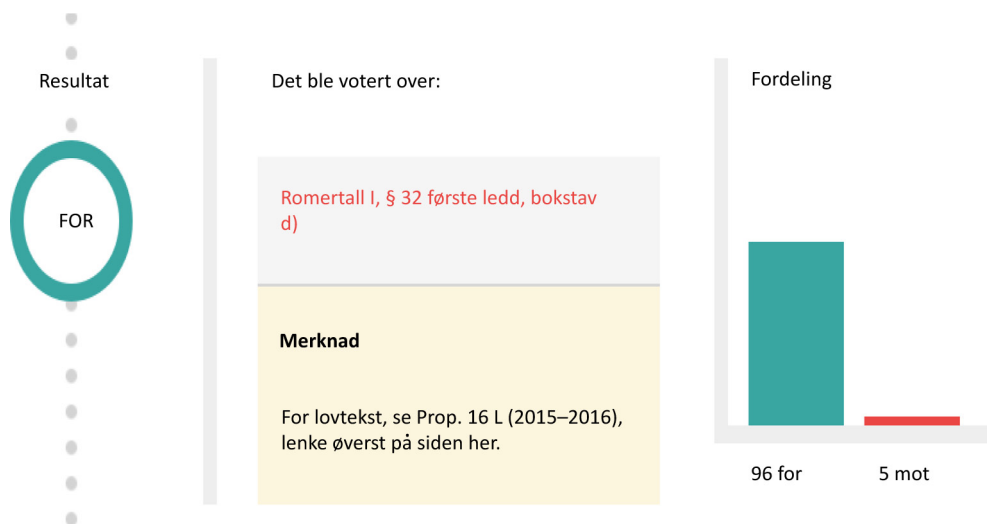 Resultat
FOR
Det ble votert over:
Romertall I, § 32 første ledd, bokstav
d)
Merknad
For lovtekst, se Prop. 16 L (2015–2016),
lenke øverst på siden her.
Fordeling
96 for
5 mot